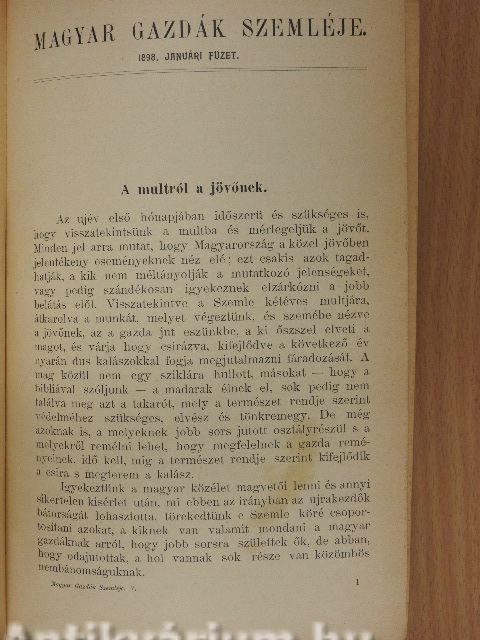 MAGYAR GAZDÁK SZEMLÉJE.
1898. JANUÁRI FÜZET.
A multról a jövőnek.
Az ujév első hónapjában időszerü és szükséges is,
hogy visszatekintsünk a multba és mérlegeljük a jövőt.
Minden jel arra mutat, hogy Magyarország a közel jövőben
jelentékeny eseményeknek néz elé; ezt csakis azok tagad-
hatják, a kik nem méltányolják a mutatkozó jelenségeket,
vagy pedig szándékosan igyekeznek elzárkózni a jobb
belátás elől. Visszatekintve a Szemle kétéves multjára,
átkarolva a munkát, melyet végeztünk, és szemébe nézve
a jövőnek, az a gazda jut eszünkbe, a ki őszszel elveti a
magot, és várja hogy csirázva, kifejlődve a következő év
nyarán dus kalászokkal fogja megjutalmazni fáradozását. A
mag közül nem egy sziklára hullott, másokat — hogy a
bibliával szóljunk — a madarak élnek el, sok pedig nem
találva meg azt a takarót, mely a természet rendje szerint
védelméhez szükséges, elvész és tönkremegy. De még
azoknak is, a melyeknek jobb sors jutott osztályrészül s a
melyekről remélni lehet, hogy megfelelnek a gazda remé-
nyeinek, idő kell, mig a természet rendje szerint kifejlődik
a csira s megterem a kalász.
Igyekeztünk a magyar közélet magvetői lenni és annyi
sikertelen kisérlet után, mi ebben az irányban az ujrakezdők
bátorságát lohasztotta, törekedtünk e Szemle köré csopor-
tositani azokat, a kiknek van valamit mondani a magyar
gazdáknak arról, hogy jobb sorsra születtek ők, de abban,
hogy odajutottak, a hol vannak sok része van közömbös
nembánomságuknak.
Magyar Gazdák Szemléje. V. 1
Antikvárium.hu